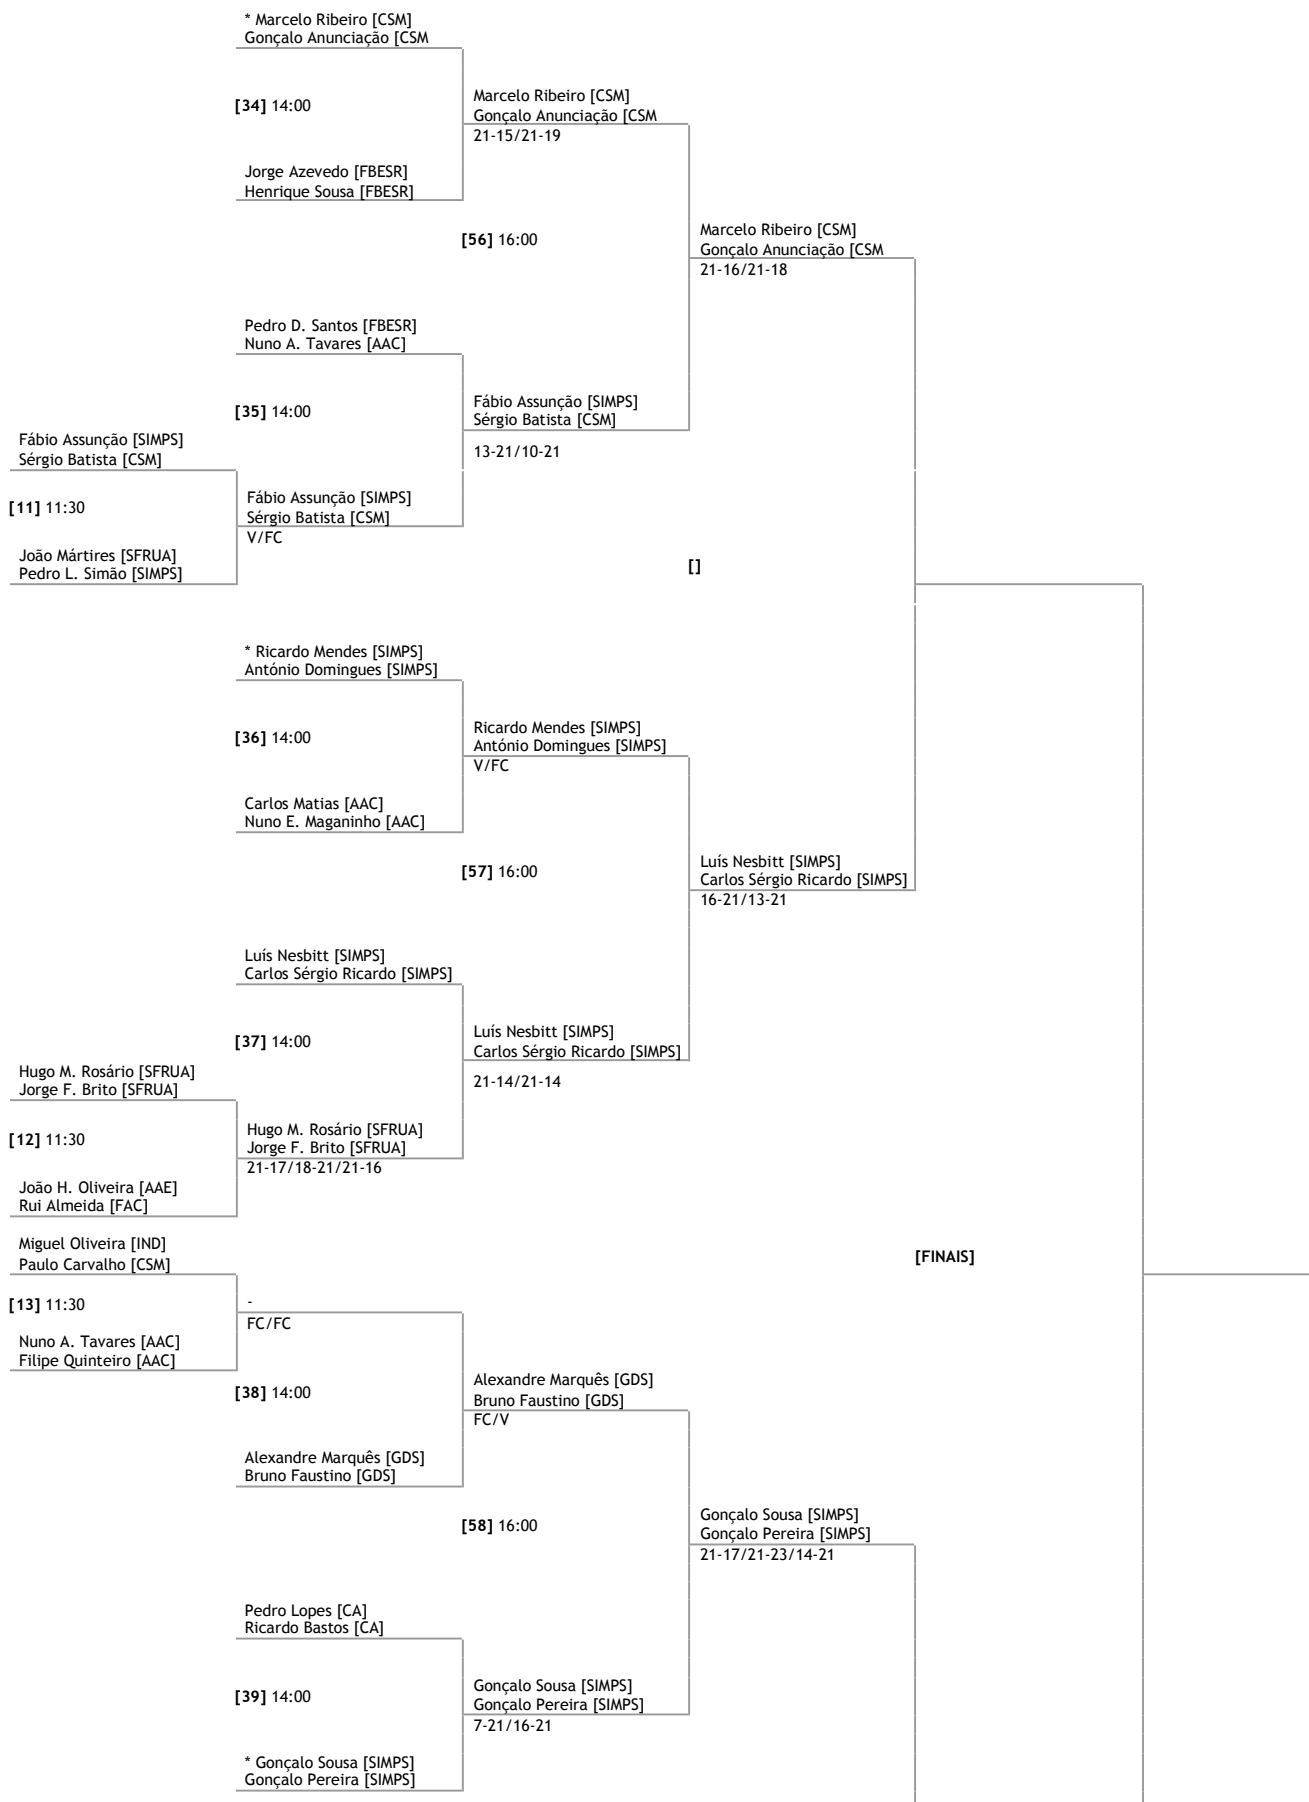 * Marcelo Ribeiro [CSM]
Gonçalo Anunciação [CSM
[34] 14:00
Marcelo Ribeiro [CSM]
Gonçalo Anunciação [CSM
21-15/21-19
Jorge Azevedo [FBESR]
Henrique Sousa [FBESR]
[56] 16:00
Marcelo Ribeiro [CSM]
Gonçalo Anunciação [CSM
21-16/21-18
Pedro D. Santos [FBESR]
Nuno A. Tavares [AAC]
[35] 14:00
Fábio Assunção [SIMPS]
Sérgio Batista [CSM]
13-21/10-21
Fábio Assunção [SIMPS]
Sérgio Batista [CSM]
[11] 11:30
Fábio Assunção [SIMPS]
Sérgio Batista [CSM]
V/FC
João Mártires [SFRUA]
Pedro L. Simão [SIMPS]
[]
* Ricardo Mendes [SIMPS]
António Domingues [SIMPS]
[36] 14:00
Ricardo Mendes [SIMPS]
António Domingues [SIMPS]
V/FC
Carlos Matias [AAC]
Nuno E. Maganinho [AAC]
[57] 16:00
Luís Nesbitt [SIMPS]
Carlos Sérgio Ricardo [SIMPS]
16-21/13-21
Luís Nesbitt [SIMPS]
Carlos Sérgio Ricardo [SIMPS]
[37] 14:00
Luís Nesbitt [SIMPS]
Carlos Sérgio Ricardo [SIMPS]
21-14/21-14
Hugo M. Rosário [SFRUA]
Jorge F. Brito [SFRUA]
[12] 11:30
Hugo M. Rosário [SFRUA]
Jorge F. Brito [SFRUA]
21-17/18-21/21-16
João H. Oliveira [AAE]
Rui Almeida [FAC]
Miguel Oliveira [IND]
Paulo Carvalho [CSM]
[FINAIS]
[13] 11:30
-
FC/FC
Nuno A. Tavares [AAC]
Filipe Quinteiro [AAC]
[38] 14:00
Alexandre Marquês [GDS]
Bruno Faustino [GDS]
FC/V
Alexandre Marquês [GDS]
Bruno Faustino [GDS]
[58] 16:00
Gonçalo Sousa [SIMPS]
Gonçalo Pereira [SIMPS]
21-17/21-23/14-21
Pedro Lopes [CA]
Ricardo Bastos [CA]
[39] 14:00
Gonçalo Sousa [SIMPS]
Gonçalo Pereira [SIMPS]
7-21/16-21
* Gonçalo Sousa [SIMPS]
Gonçalo Pereira [SIMPS]